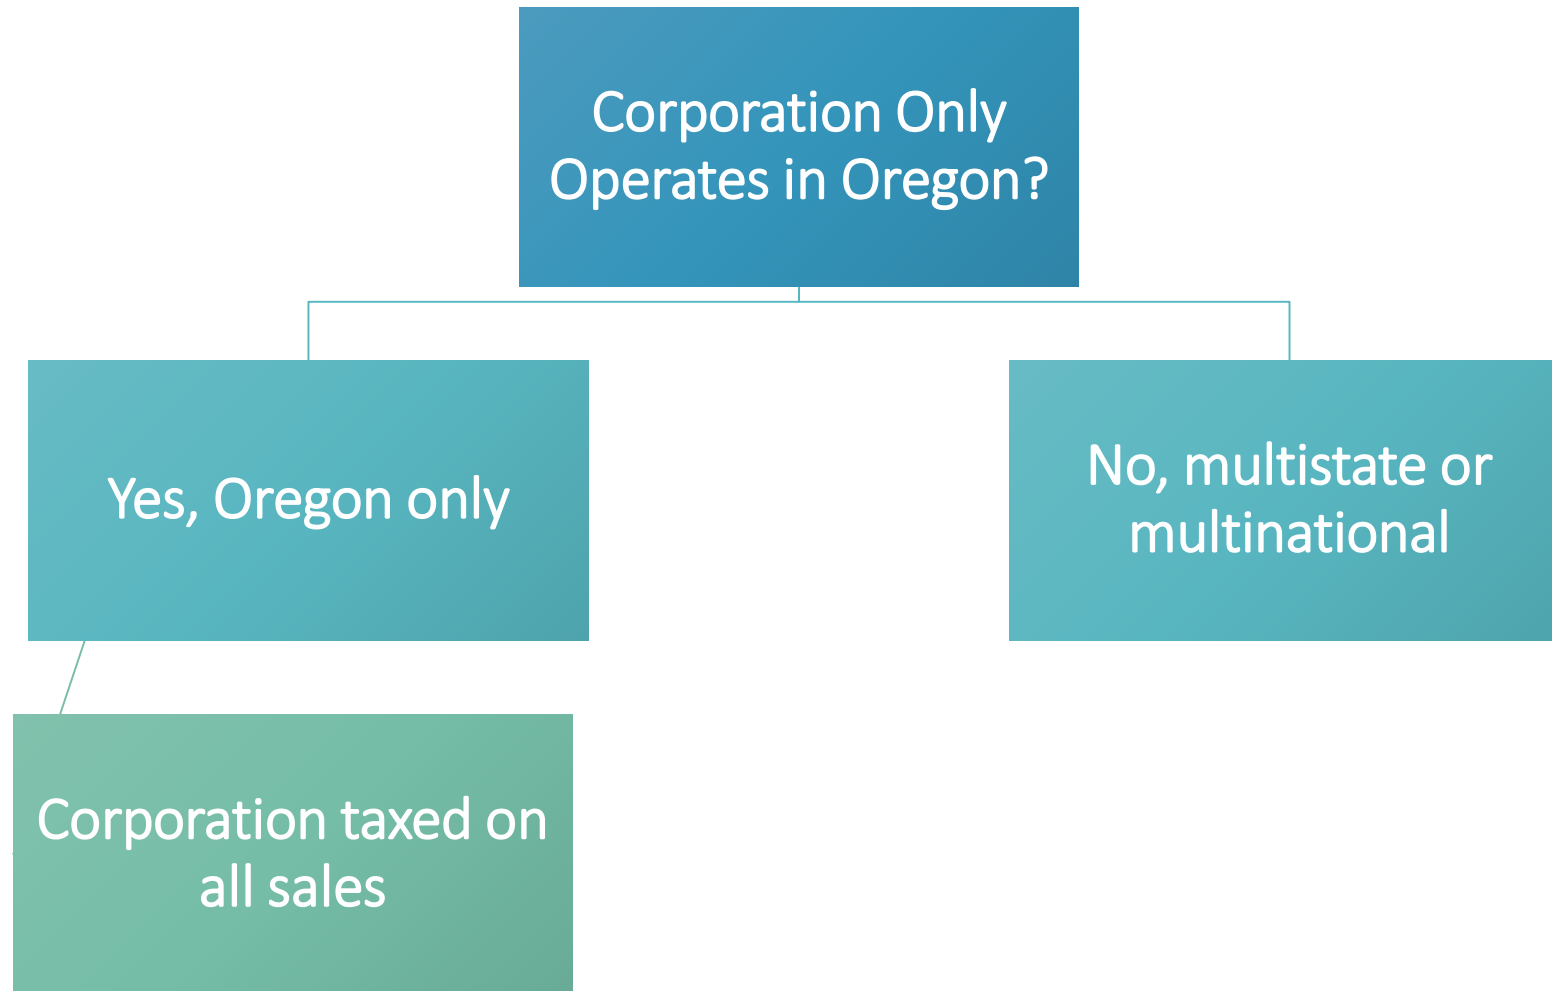 Corporation Only
Operates in Oregon?
Yes, Oregon only
No, multistate or
multinational
Corporation taxed on
all sales